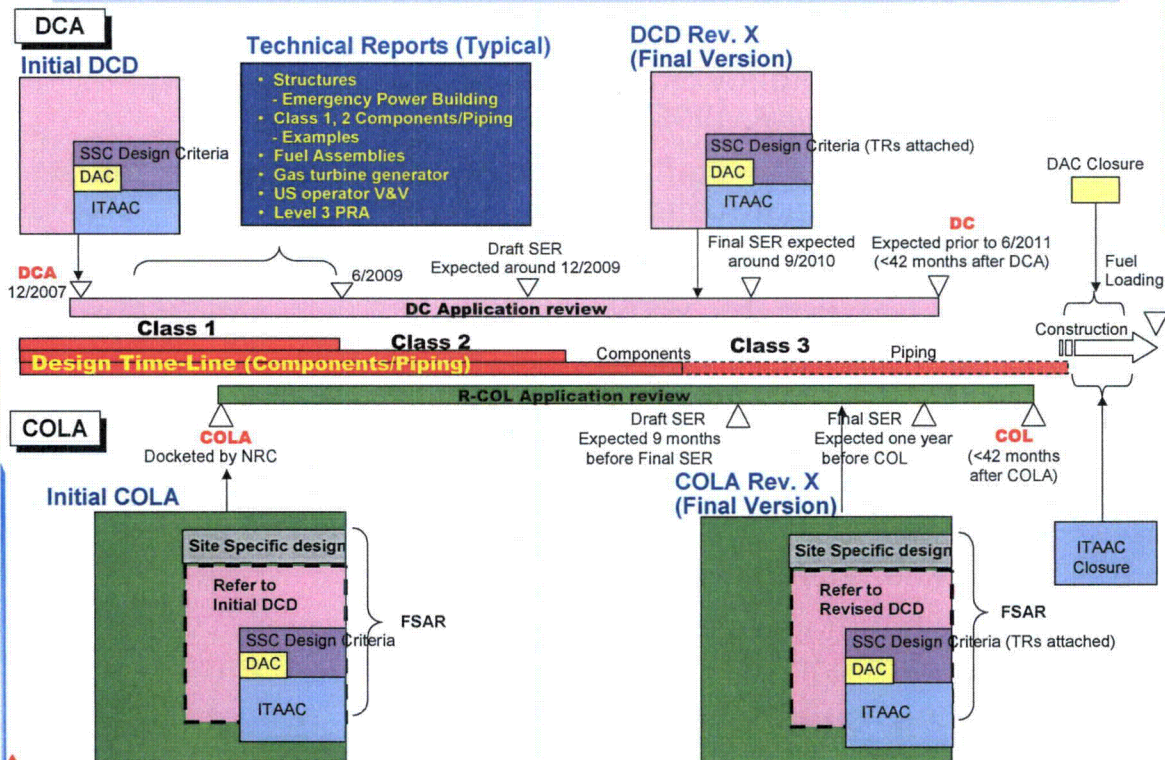 DCA
Initial DCD
SSC Design Criteria
DAC
ITAAC
Technical Reports (Typical)
• Structures
- Emergency Power Building
• Class 1, 2 Components/Piping
- Examples
• Fuel Assemblies
• Gas turbine generator
• US operator V&V
• Level 3 PRA
DCD Rev. X
(Final Version)
SSC Design Criteria (TRs attached)
DAC
ITAAC
DAC Closure
DCA
12/2007
6/2009
Draft SER
Expected around 12/2009
Final SER expected
around 9/2010
DC
Expected prior to 6/2011
(<42 months after DCA)
Fuel
Loading
DC Application review
Construction
Class 1
Class 2
Components
Class 3
Piping
Design Time-Line (Components/Piping)
R-COL Application review
COLA
COLA
Docketed by NRC
Draft SER
Expected 9 months
before Final SER
Final SER
Expected one year
before COL
COL
(<42 months
after COLA)
Initial COLA
Site Specific design
Refer to
Initial DCD
SSC Design Criteria
DAC
ITAAC
FSAR
COLA Rev. X
(Final Version)
Site Specific design
Refer to
Revised DCD
SSC Design Criteria (TRs attached)
DAC
ITAAC
FSAR
ITAAC
Closure